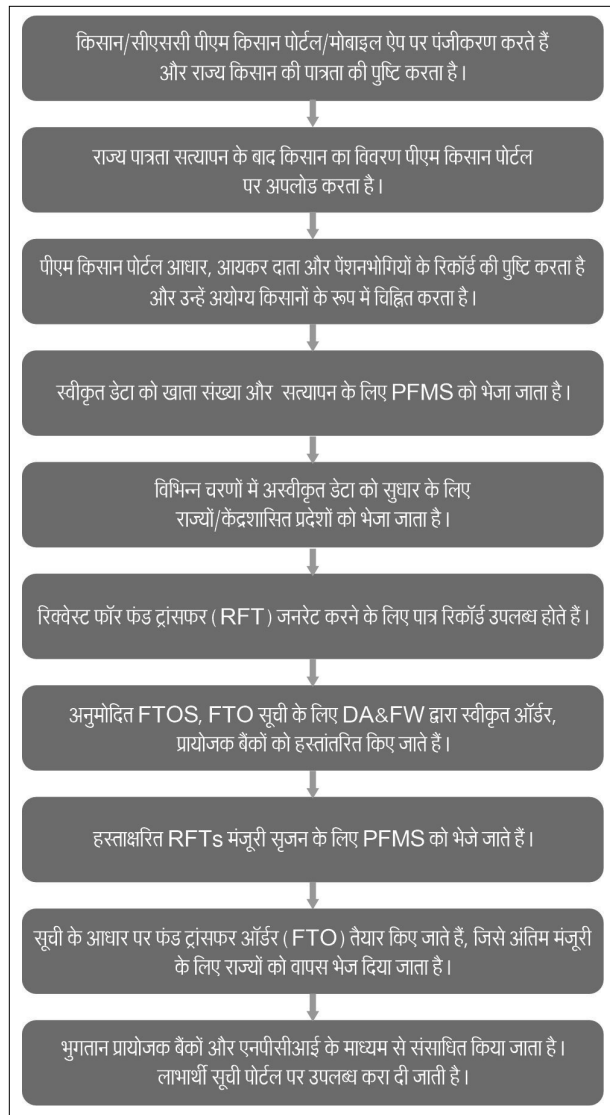 किसान/सीएससी पीएम किसान पोर्टल/मोबाइल ऐप पर पंजीकरण करते हैं
और राज्य किसान की पात्रता की पुष्टि करता है।
राज्य पात्रता सत्यापन के बाद किसान का विवरण पीएम किसान पोर्टल
पर अपलोड करता है।
पीएम किसान पोर्टल आधार, आयकर दाता और पेंशनभोगियों के रिकॉर्ड की पुष्टि करता है
और उन्हें अयोग्य किसानों के रूप में चिह्नित करता है।
स्वीकृत डेटा को खाता संख्या और सत्यापन के लिए PFMS को भेजा जाता है।
विभिन्न चरणों में अस्वीकृत डेटा को सुधार के लिए
राज्यों/केंद्रशासित प्रदेशों को भेजा जाता है।
रिक्वेस्ट फॉर फंड ट्रांसफर (RFT) जनरेट करने के लिए पात्र रिकॉर्ड उपलब्ध होते हैं।
अनुमोदित FTOS, FTO सूची के लिए DA&FW द्वारा स्वीकृत ऑर्डर,
प्रायोजक बैंकों को हस्तांतरित किए जाते हैं।
हस्ताक्षरित RFTs मंजूरी सृजन के लिए PFMS को भेजे जाते हैं।
सूची के आधार पर फंड ट्रांसफर ऑर्डर (FTO) तैयार किए जाते हैं, जिसे अंतिम मंजूरी
के लिए राज्यों को वापस भेज दिया जाता है।
भुगतान प्रायोजक बैंकों और एनपीसीआई के माध्यम से संसाधित किया जाता है।
लाभार्थी सूची पोर्टल पर उपलब्ध करा दी जाती है।